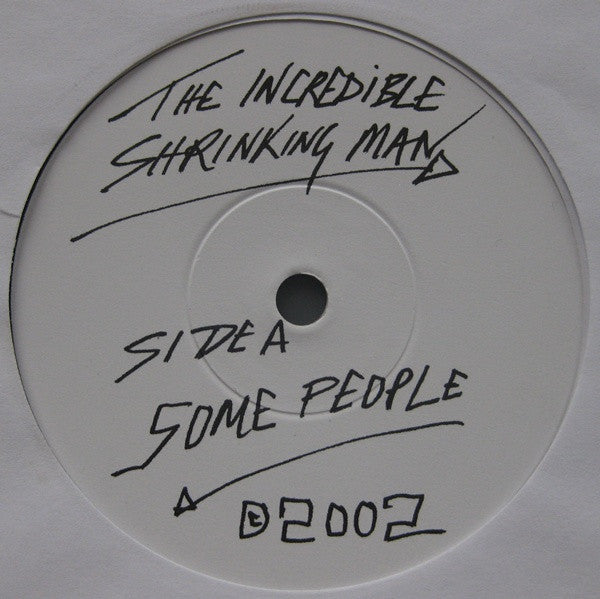 THE INCREDIBLE
SHRINKING MAN
SIDE A
SOME PEOPLE
©2002